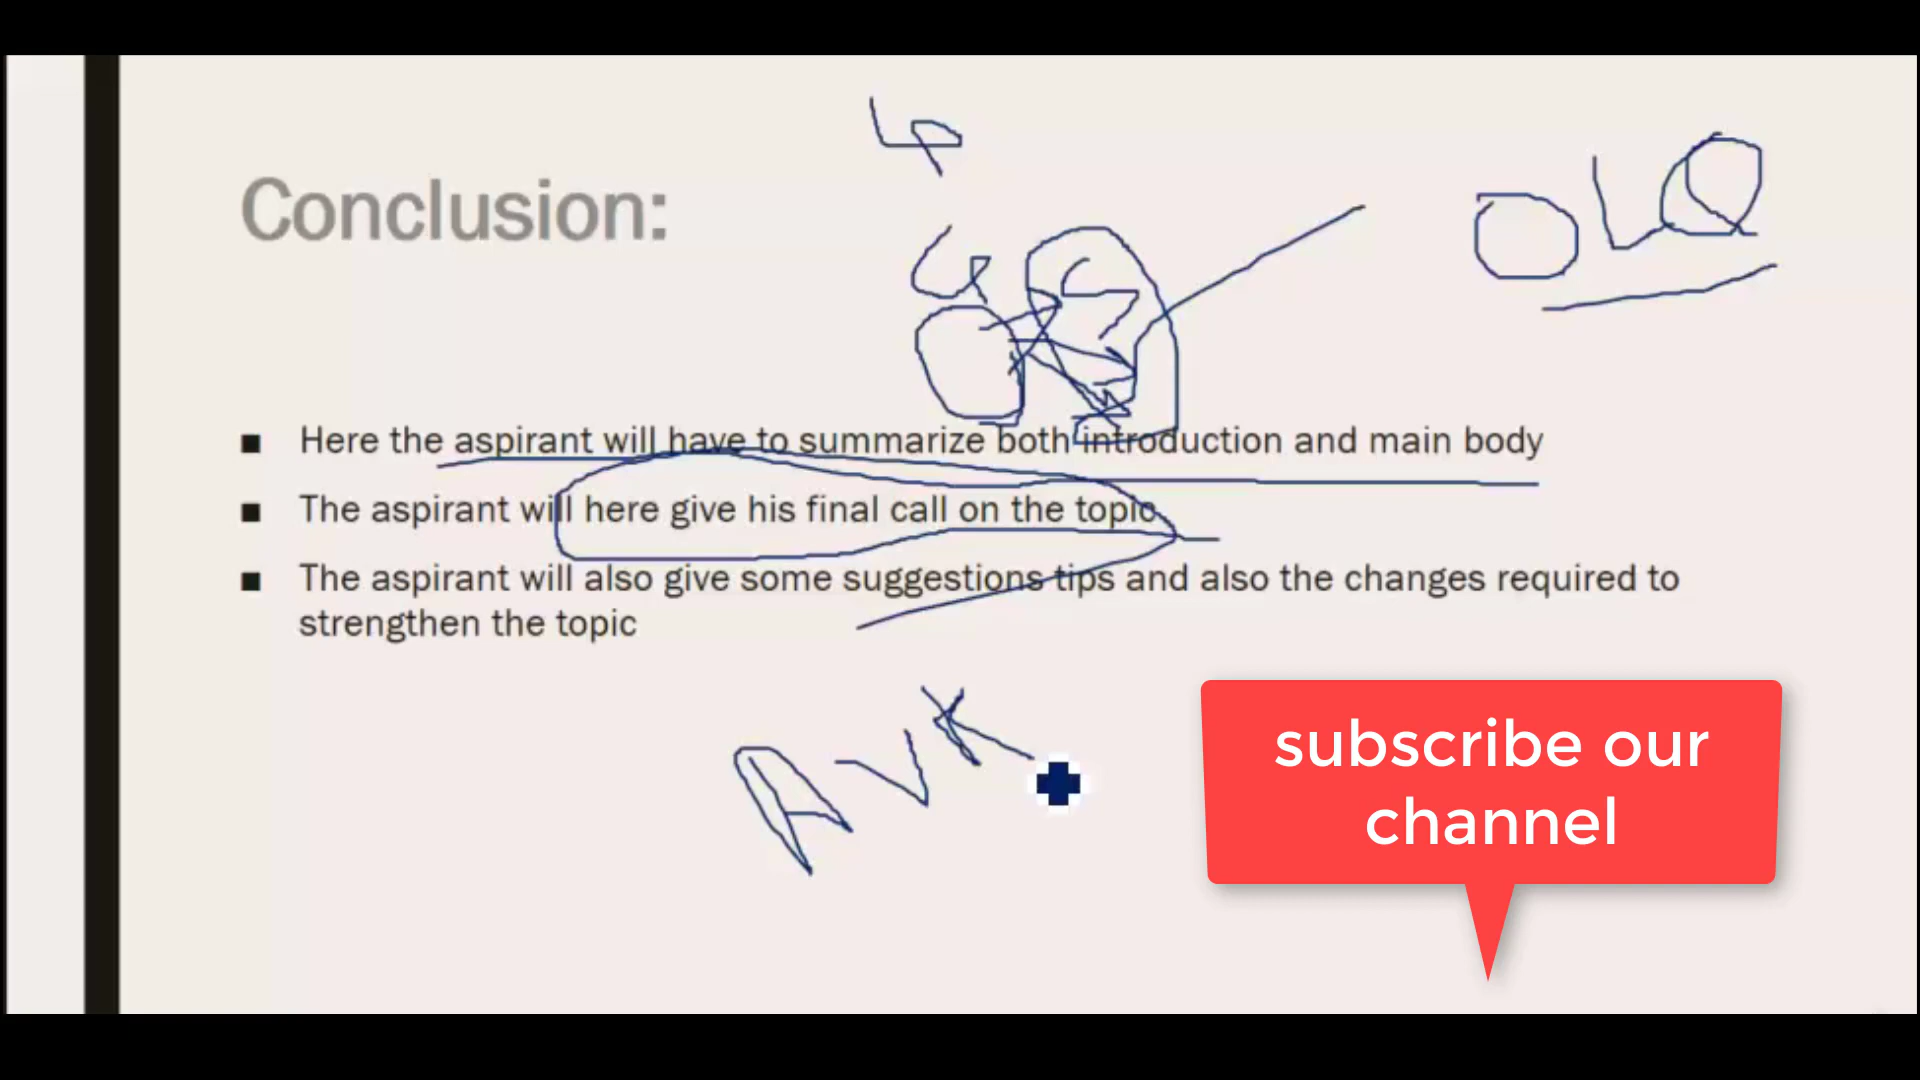 Conclusion:
■ Here the aspirant will have to summarize both introduction and main body
■ The aspirant will here give his final call on the topic
■ The aspirant will also give some suggestions tips and also the changes required to
strengthen the topic
subscribe our
channel